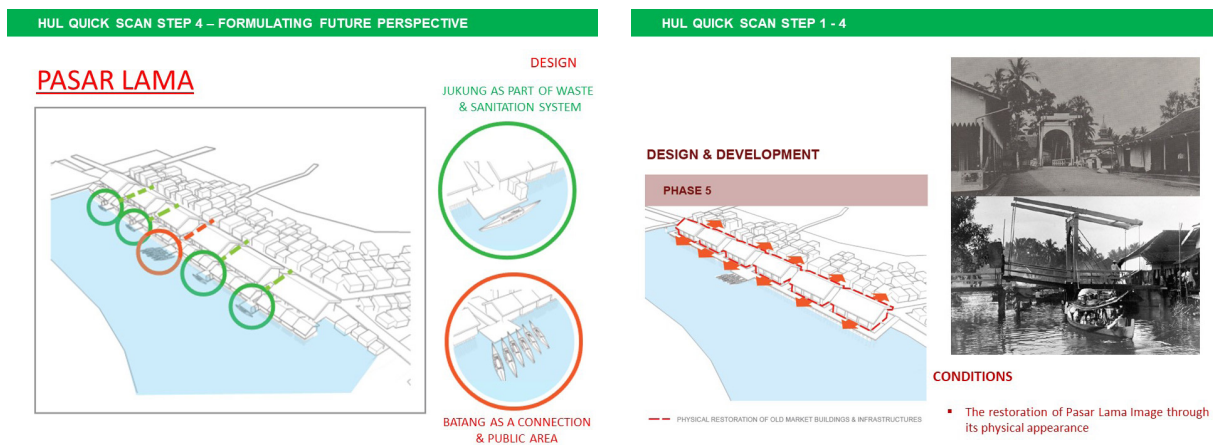 HUL QUICK SCAN STEP 4 – FORMULATING FUTURE PERSPECTIVE
PASAR LAMA
DESIGN
JUKUNG AS PART OF WASTE
& SANITATION SYSTEM
BATANG AS A CONNECTION
& PUBLIC AREA
HUL QUICK SCAN STEP 1 - 4
DESIGN & DEVELOPMENT
PHASE 5
PHYSICAL RESTORATION OF OLD MARKET BUILDINGS & INFRASTRUCTURES
CONDITIONS
▪ The restoration of Pasar Lama Image through
its physical appearance